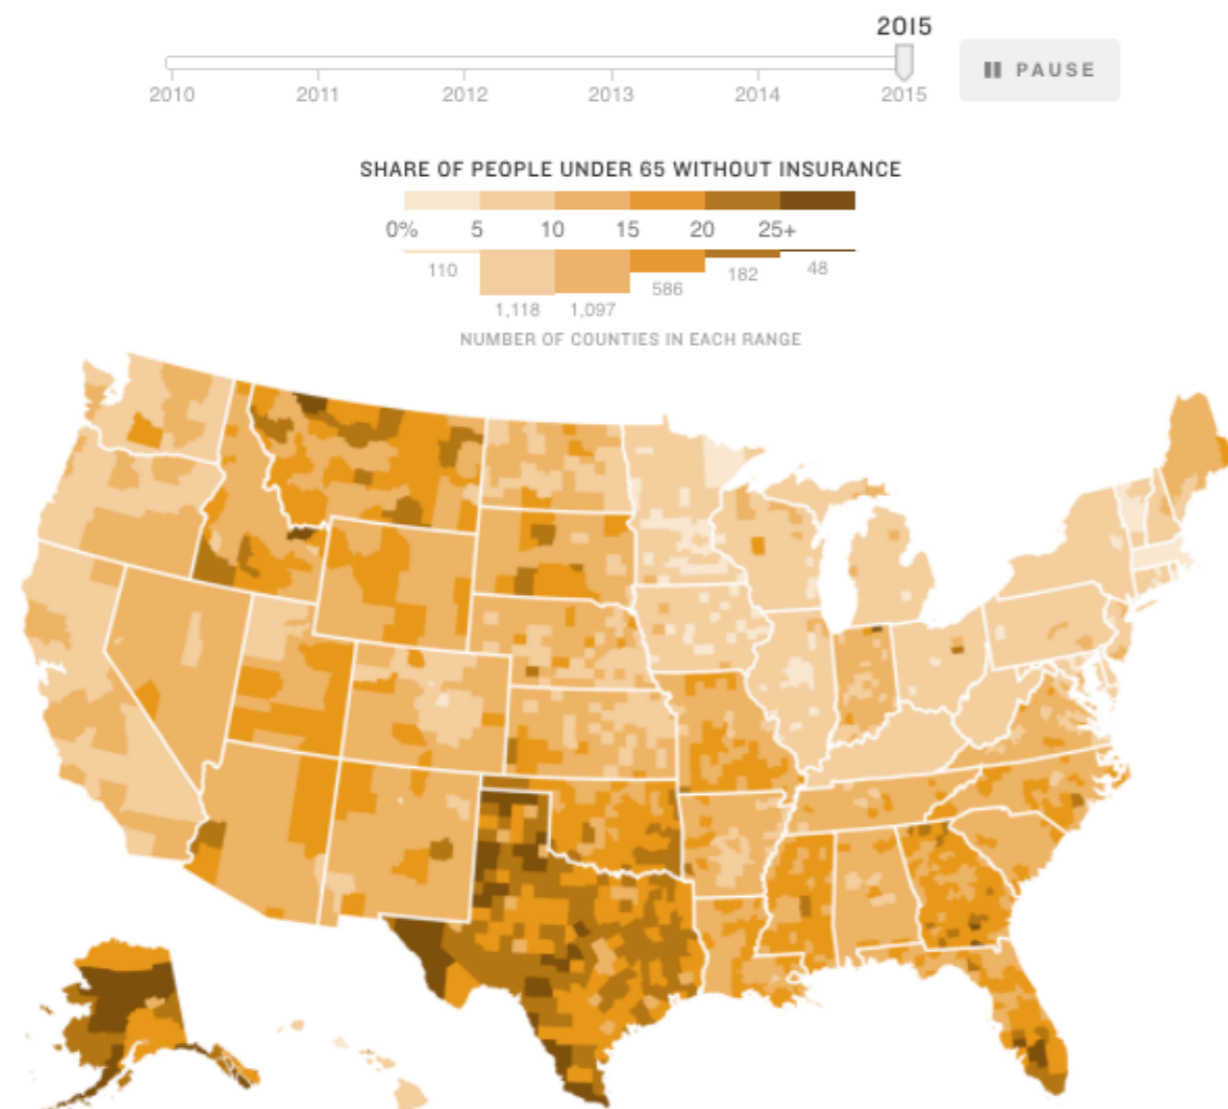 2015
PAUSE
2010 2011 2012 2013 2014 2015
SHARE OF PEOPLE UNDER 65 WITHOUT INSURANCE
0% 5 10 15 20 25+
110 1,118 1,097 586 182 48
NUMBER OF COUNTIES IN EACH RANGE